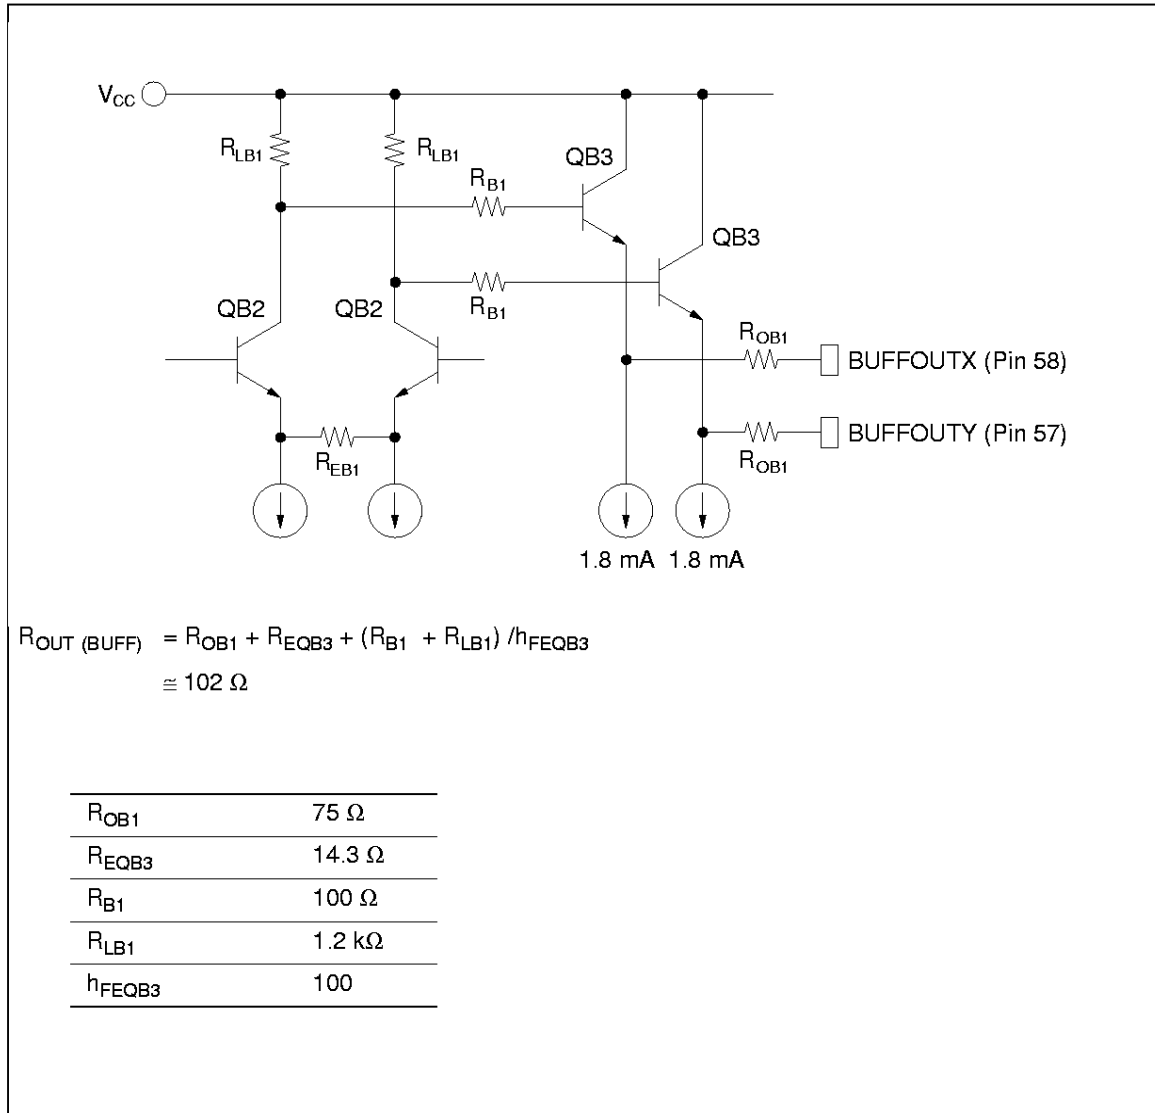 VCC
RLB1 RLB1
QB3
RB1
QB3
RB1
QB2 QB2
ROB1
BUFFOUTX (Pin 58)
BUFFOUTY (Pin 57)
REB1
ROB1
1.8 mA 1.8 mA
ROUT (BUFF) = ROB1 + REQB3 + (RB1 + RLB1) /hFEQB3
≅ 102 Ω
ROB1 75 Ω
REQB3 14.3 Ω
RB1 100 Ω
RLB1 1.2 kΩ
hFEQB3 100